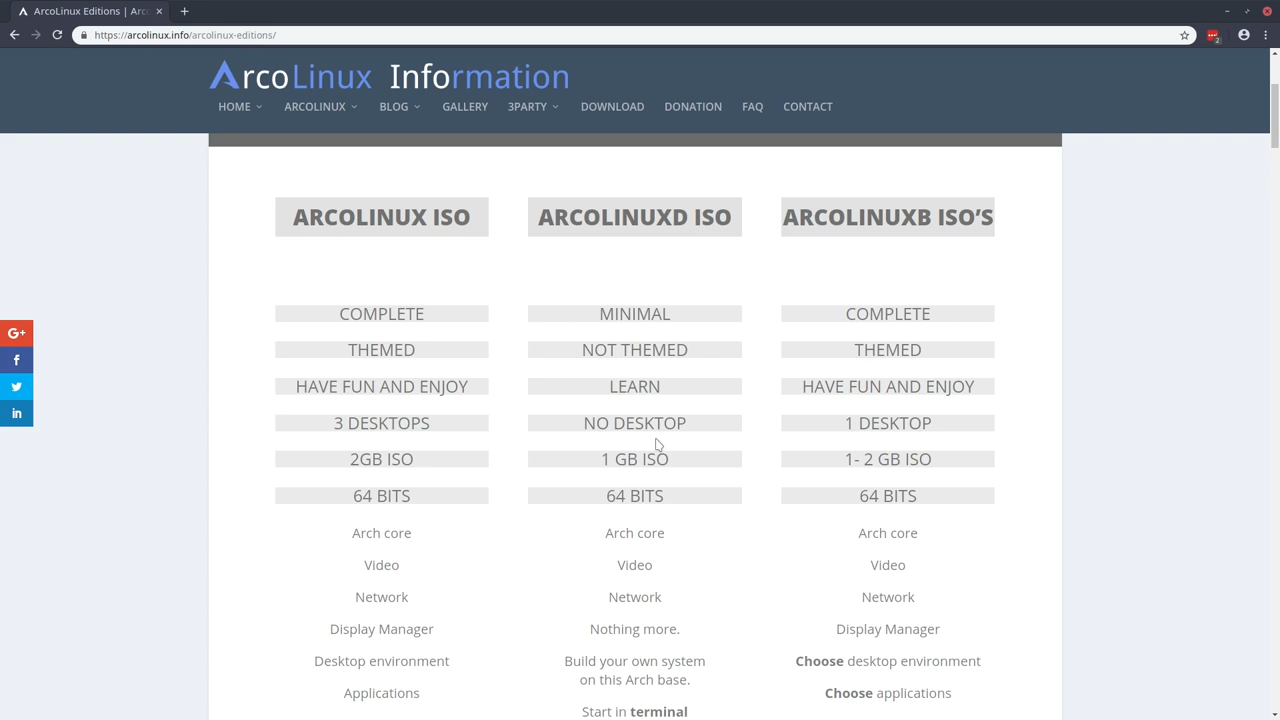 ArcoLinux Editions | Arc
https://arcolinux.info/arcolinux-editions/
2
ArcoLinux Information
HOME ARCOLINUX BLOG GALLERY 3PARTY DOWNLOAD DONATION FAQ CONTACT
G+
f
in
ARCOLINUX ISO
COMPLETE
THEMED
HAVE FUN AND ENJOY
3 DESKTOPS
2GB ISO
64 BITS
Arch core
Video
Network
Display Manager
Desktop environment
Applications
ARCOLINUXD ISO
MINIMAL
NOT THEMED
LEARN
NO DESKTOP
1 GB ISO
64 BITS
Arch core
Video
Network
Nothing more.
Build your own system
on this Arch base.
Start in terminal
ARCOLINUXB ISO’S
COMPLETE
THEMED
HAVE FUN AND ENJOY
1 DESKTOP
1- 2 GB ISO
64 BITS
Arch core
Video
Network
Display Manager
Choose desktop environment
Choose applications